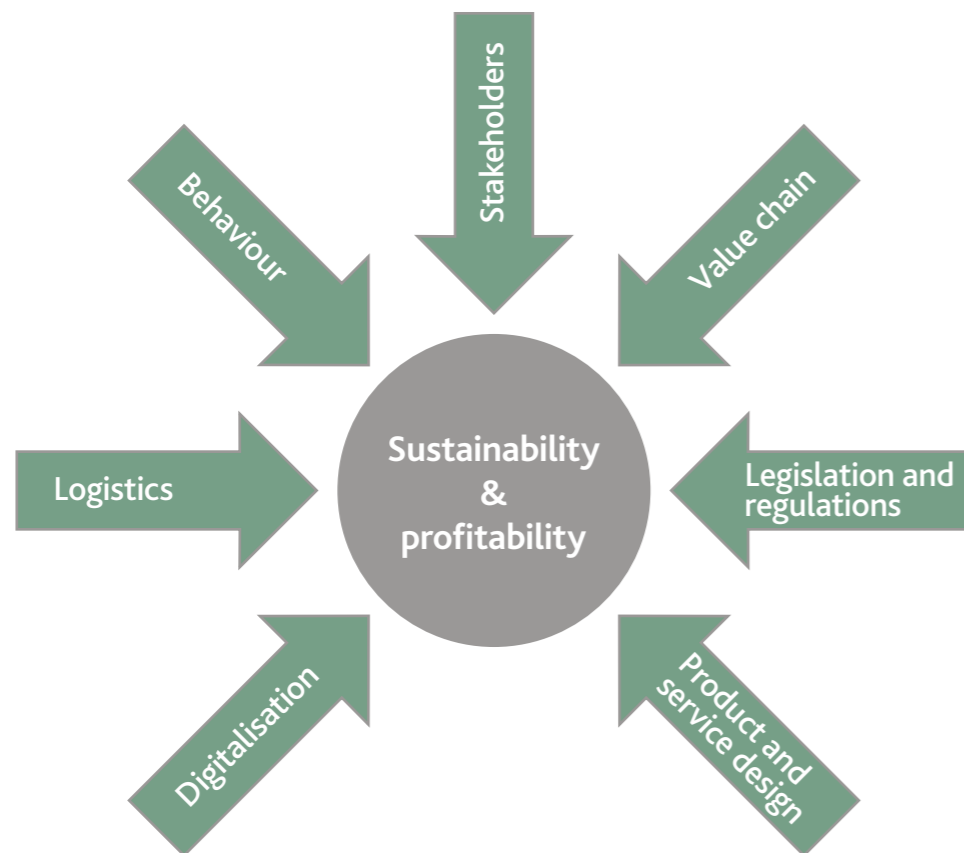 Stakeholders
Behaviour
Value chain
Logistics
Sustainability
&
profitability
Legislation and
regulations
Digitalisation
Product and
service design